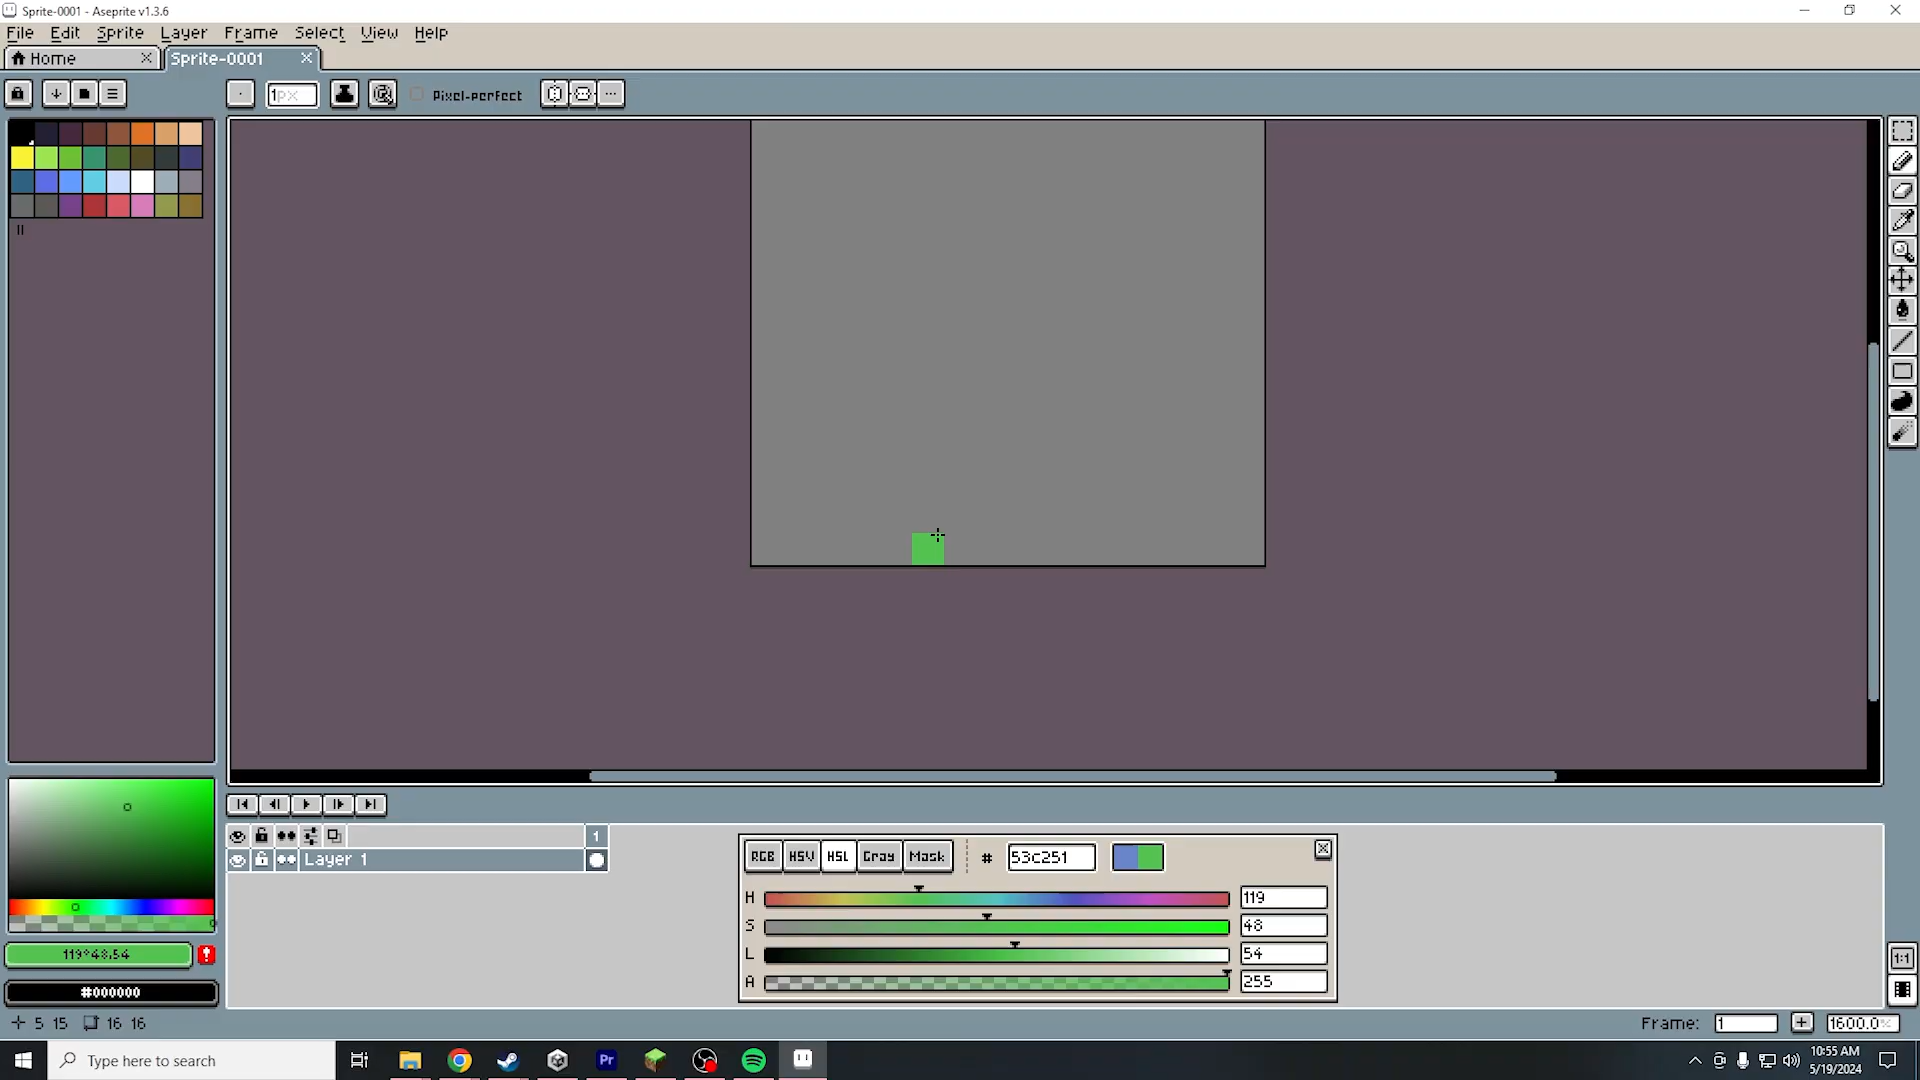 Sprite-0001 - Aseprite v1.3.6
File Edit Sprite Layer Frame Select View Help
Home Sprite-0001
1px Pixel-perfect
1
Layer 1
RGB HSV HSL Gray Mask # 53c251
H 119
S 48
L 54
A 255
119°48,54
#000000
1:1
5 15 16 16
Frame: 1 1600.0%
Type here to search
Pr
10:55 AM
5/19/2024